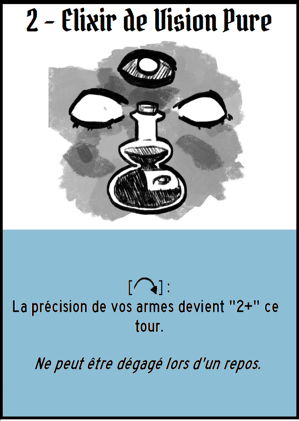 2 - Elixir de Vision Pure
[↷] :
La précision de vos armes devient "2+" ce
tour.
Ne peut être dégagé lors d'un repos.